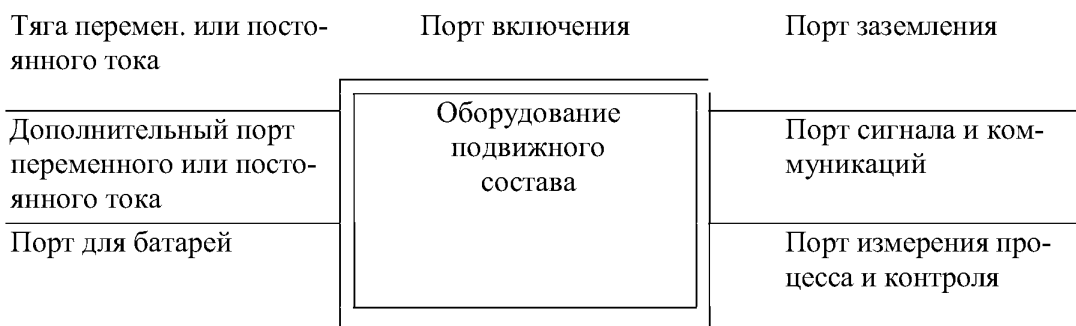 Тяга перемен. или посто-
янного тока
Порт включения
Порт заземления
Оборудование
подвижного
состава
Дополнительный порт
переменного или посто-
янного тока
Порт сигнала и ком-
муникаций
Порт для батарей
Порт измерения про-
цесса и контроля